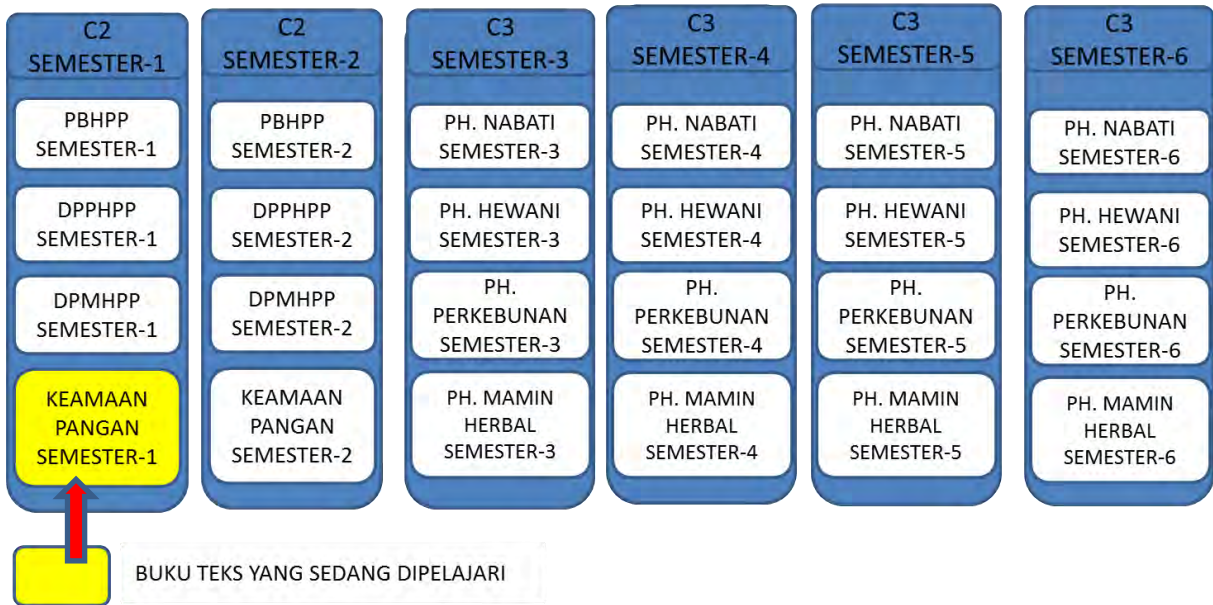 C2
SEMESTER-1
PBHPP
SEMESTER-1
DPPHPP
SEMESTER-1
DPMHPP
SEMESTER-1
KEAMAAN
PANGAN
SEMESTER-1
C2
SEMESTER-2
PBHPP
SEMESTER-2
DPPHPP
SEMESTER-2
DPMHPP
SEMESTER-2
KEAMAAN
PANGAN
SEMESTER-2
C3
SEMESTER-3
PH. NABATI
SEMESTER-3
PH. HEWANI
SEMESTER-3
PH.
PERKEBUNAN
SEMESTER-3
PH. MAMIN
HERBAL
SEMESTER-3
C3
SEMESTER-4
PH. NABATI
SEMESTER-4
PH. HEWANI
SEMESTER-4
PH.
PERKEBUNAN
SEMESTER-4
PH. MAMIN
HERBAL
SEMESTER-4
C3
SEMESTER-5
PH. NABATI
SEMESTER-5
PH. HEWANI
SEMESTER-5
PH.
PERKEBUNAN
SEMESTER-5
PH. MAMIN
HERBAL
SEMESTER-5
C3
SEMESTER-6
PH. NABATI
SEMESTER-6
PH. HEWANI
SEMESTER-6
PH.
PERKEBUNAN
SEMESTER-6
PH. MAMIN
HERBAL
SEMESTER-6
BUKU TEKS YANG SEDANG DIPELAJARI